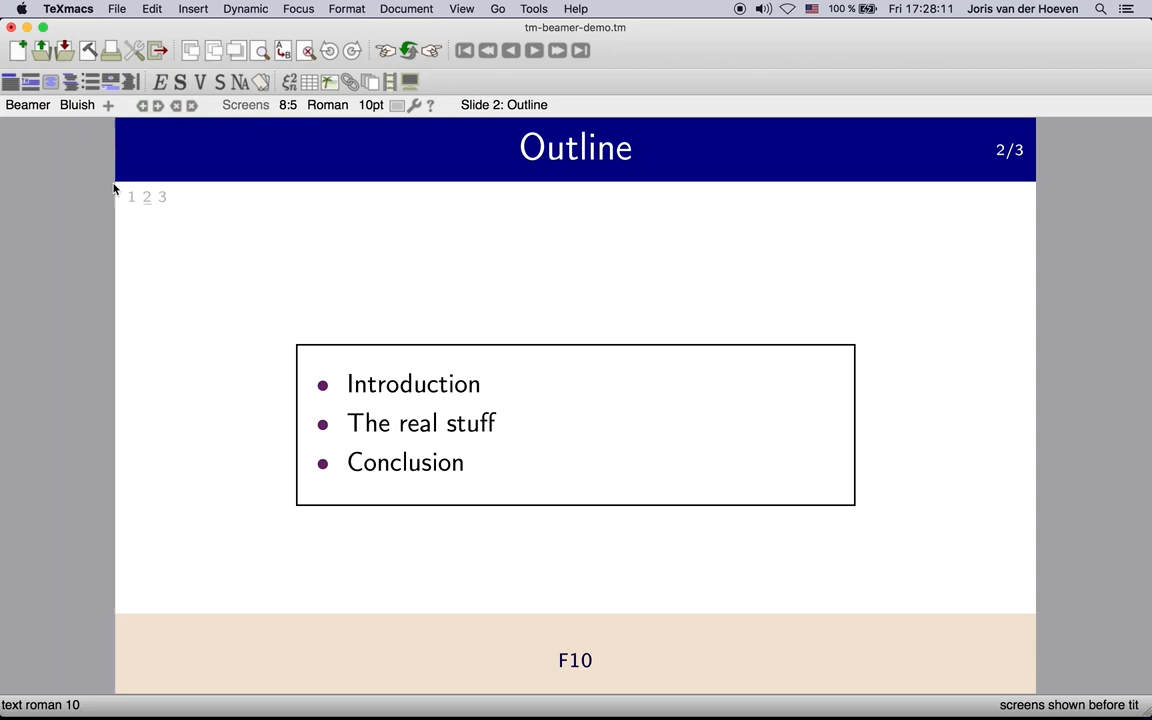 TeXmacs File Edit Insert Dynamic Focus Format Document View Go Tools Help 100 % Fri 17:28:11 Joris van der Hoeven
tm-beamer-demo.tm
Beamer Bluish Screens 8:5 Roman 10pt ? Slide 2: Outline
Outline
2/3
1 2 3
• Introduction
• The real stuff
• Conclusion
F10
text roman 10 screens shown before tit